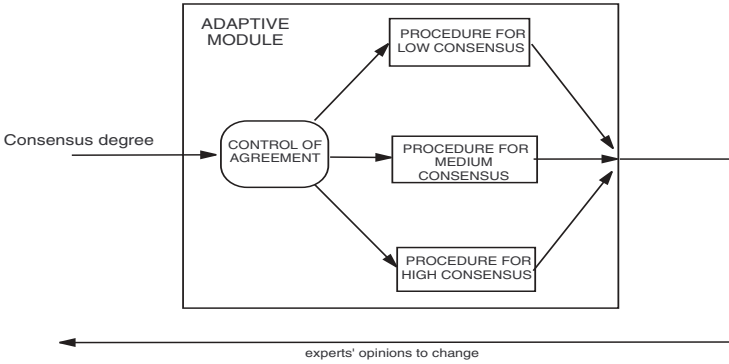 ADAPTIVE
MODULE
PROCEDURE FOR
LOW CONSENSUS
Consensus degree
CONTROL OF
AGREEMENT
PROCEDURE FOR
MEDIUM
CONSENSUS
PROCEDURE FOR
HIGH CONSENSUS
experts' opinions to change